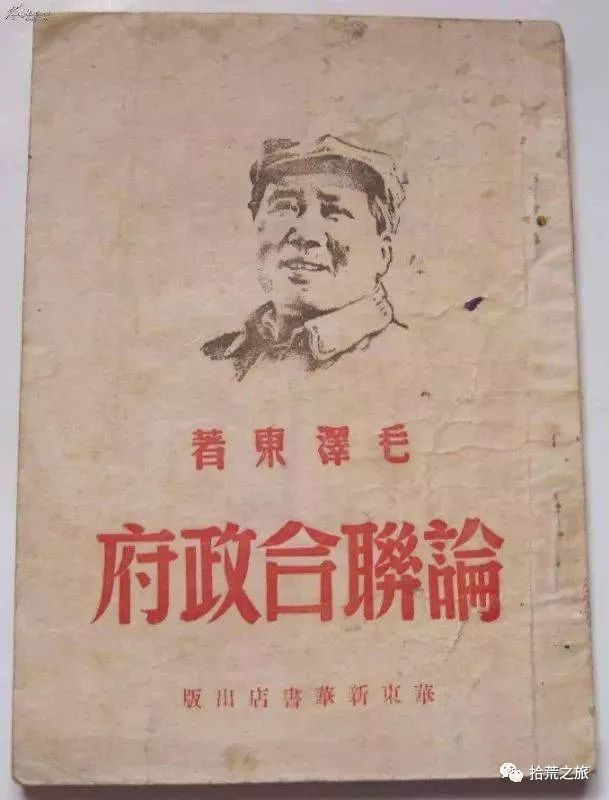 毛澤東著
論聯合政府
華東新華書店出版
拾荒之旅